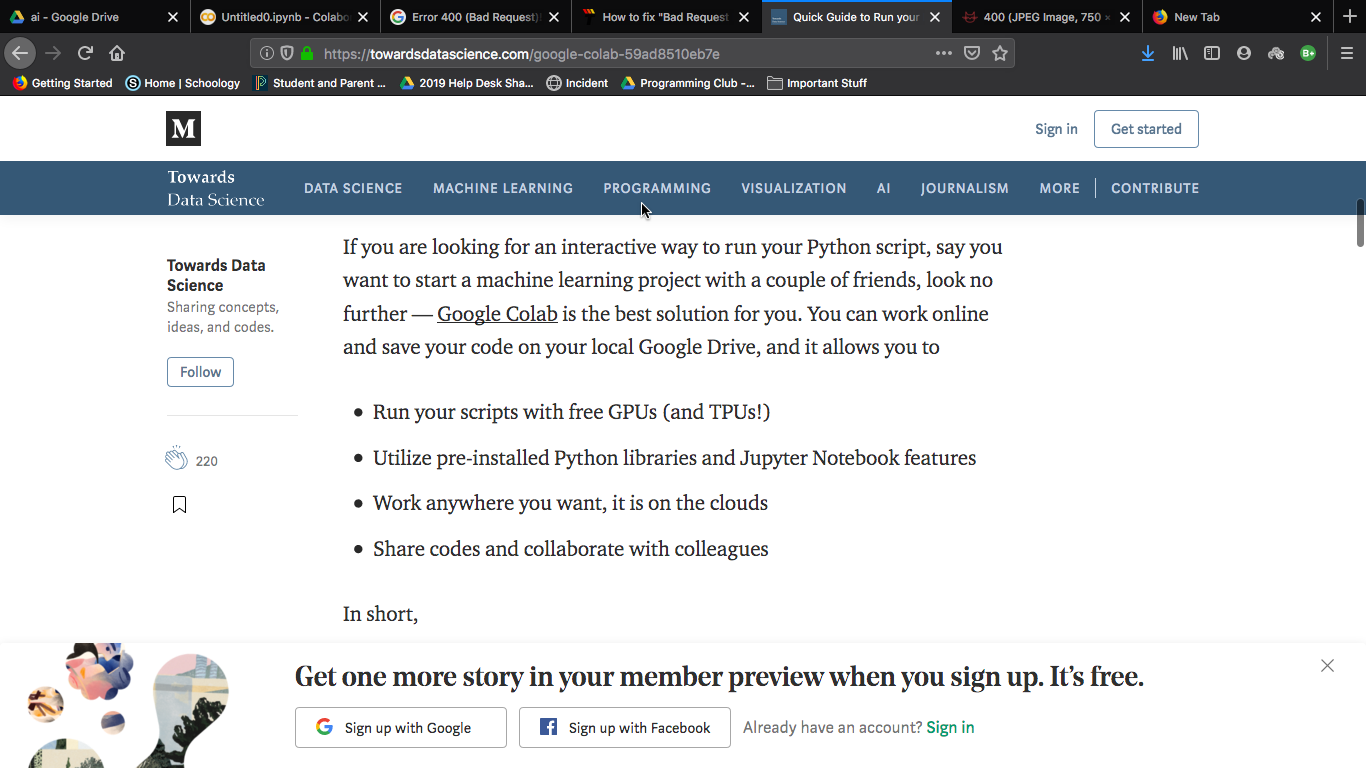 ai - Google Drive
Untitled0.ipynb - Colabo
Error 400 (Bad Request)!
How to fix "Bad Request
Quick Guide to Run your
400 (JPEG Image, 750 ×
New Tab
https://towardsdatascience.com/google-colab-59ad8510eb7e
B+
Getting Started
Home | Schoology
Student and Parent ...
2019 Help Desk Sha...
Incident
Programming Club -...
Important Stuff
M
Sign in
Get started
Towards
Data Science
DATA SCIENCE
MACHINE LEARNING
PROGRAMMING
VISUALIZATION
AI
JOURNALISM
MORE
CONTRIBUTE
Towards Data
Science
Sharing concepts,
ideas, and codes.
Follow
220
If you are looking for an interactive way to run your Python script, say you
want to start a machine learning project with a couple of friends, look no
further — Google Colab is the best solution for you. You can work online
and save your code on your local Google Drive, and it allows you to
• Run your scripts with free GPUs (and TPUs!)
• Utilize pre-installed Python libraries and Jupyter Notebook features
• Work anywhere you want, it is on the clouds
• Share codes and collaborate with colleagues
In short,
Get one more story in your member preview when you sign up. It’s free.
Sign up with Google
Sign up with Facebook
Already have an account? Sign in